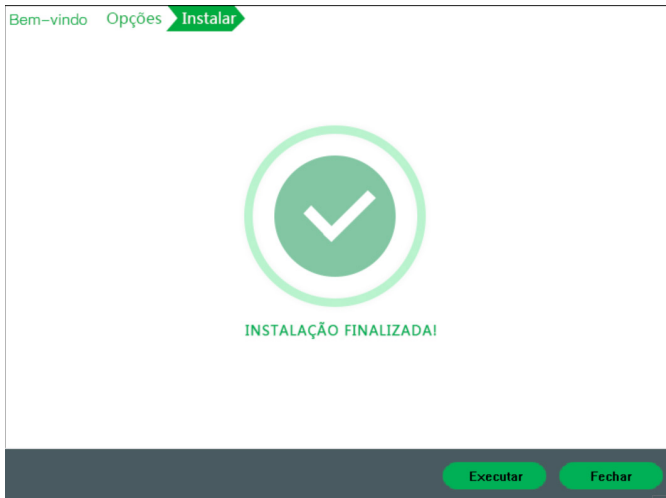 Bem-vindo Opções Instalar
INSTALAÇÃO FINALIZADA!
Executar Fechar